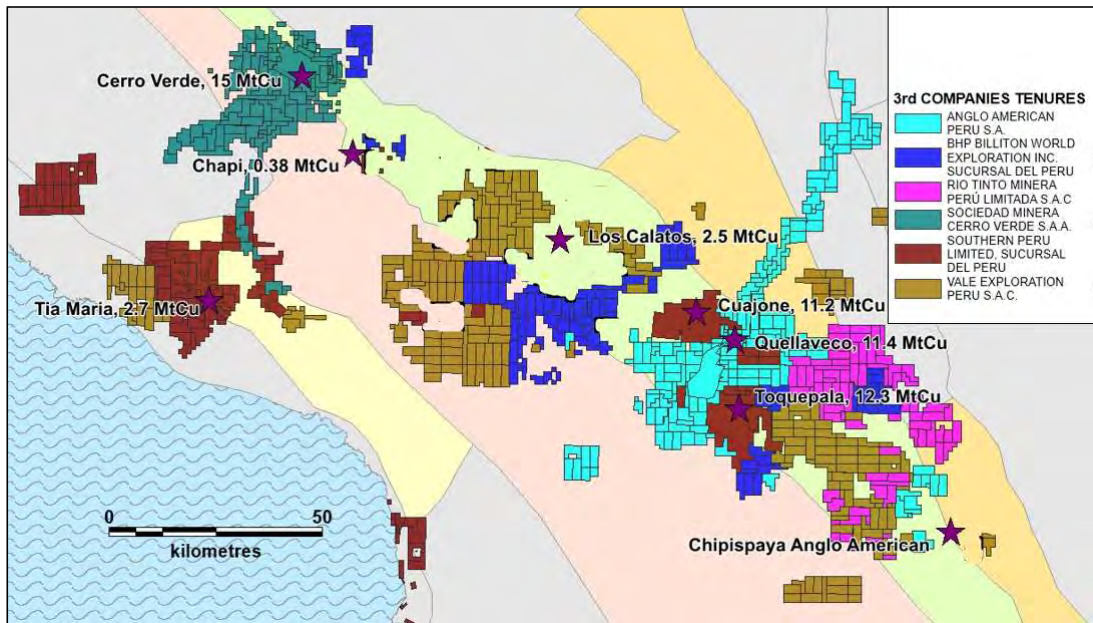 Cerro Verde, 15 MtCu
Chapi, 0.38 MtCu
Los Calatos, 2.5 MtCu
Tia Maria, 2.7 MtCu
Cuajone, 11.2 MtCu
Quellaveco, 11.4 MtCu
Toquepala, 12.3 MtCu
Chipispaya Anglo American
0 50
kilometres
3rd COMPANIES TENURES
ANGLO AMERICAN
PERU S.A.
BHP BILLITON WORLD
EXPLORATION INC.
SUCURSAL DEL PERU
RIO TINTO MINERA
PERÚ LIMITADA S.A.C
SOCIEDAD MINERA
CERRO VERDE S.A.A.
SOUTHERN PERU
LIMITED, SUCURSAL
DEL PERU
VALE EXPLORATION
PERU S.A.C.